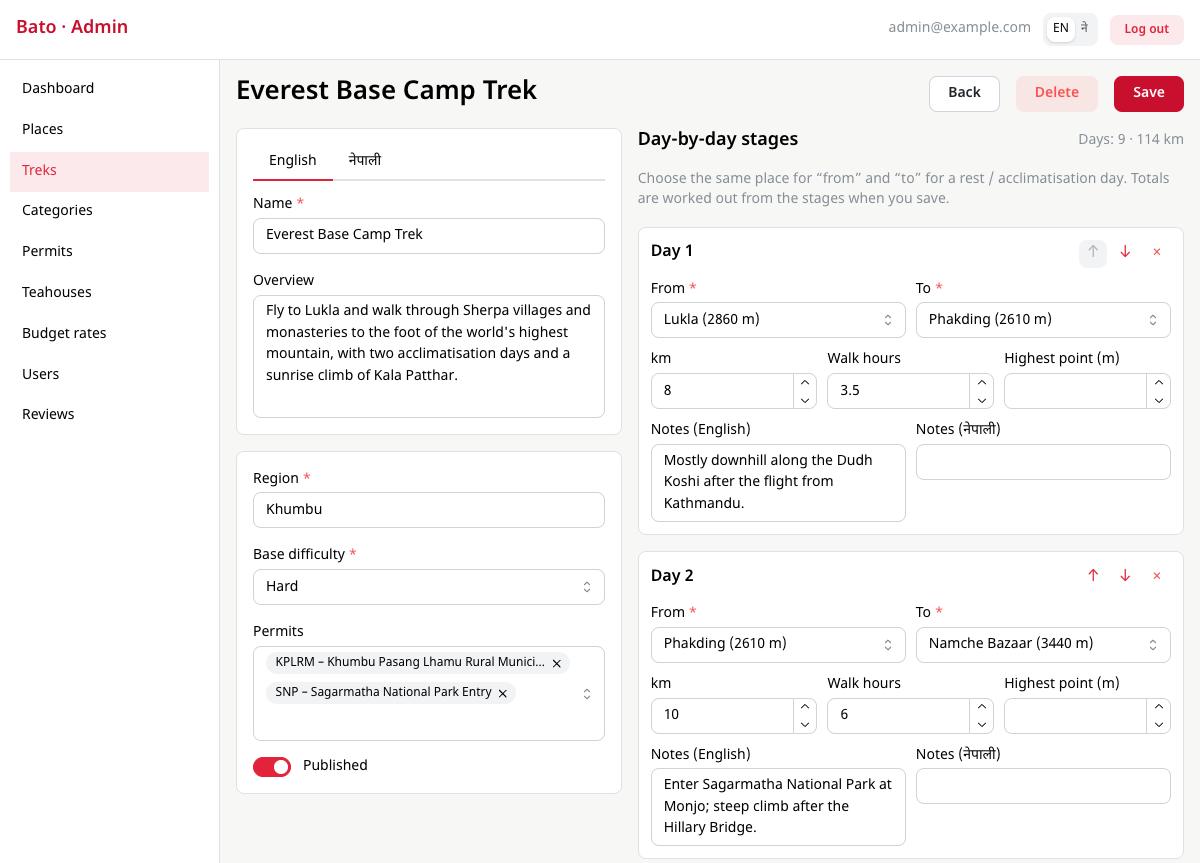 Bato · Admin
admin@example.com
EN
ने
Log out
Dashboard
Places
Treks
Categories
Permits
Teahouses
Budget rates
Users
Reviews
Everest Base Camp Trek
Back
Delete
Save
English
नेपाली
Name *
Everest Base Camp Trek
Overview
Fly to Lukla and walk through Sherpa villages and
monasteries to the foot of the world's highest
mountain, with two acclimatisation days and a
sunrise climb of Kala Patthar.
Region *
Khumbu
Base difficulty *
Hard
Permits
KPLRM – Khumbu Pasang Lhamu Rural Munici...
SNP – Sagarmatha National Park Entry
Published
Day-by-day stages
Days: 9 · 114 km
Choose the same place for “from” and “to” for a rest / acclimatisation day. Totals
are worked out from the stages when you save.
Day 1
From *
To *
Lukla (2860 m)
Phakding (2610 m)
km
Walk hours
Highest point (m)
8
3.5
Notes (English)
Notes (नेपाली)
Mostly downhill along the Dudh
Koshi after the flight from
Kathmandu.
Day 2
From *
To *
Phakding (2610 m)
Namche Bazaar (3440 m)
km
Walk hours
Highest point (m)
10
6
Notes (English)
Notes (नेपाली)
Enter Sagarmatha National Park at
Monjo; steep climb after the
Hillary Bridge.